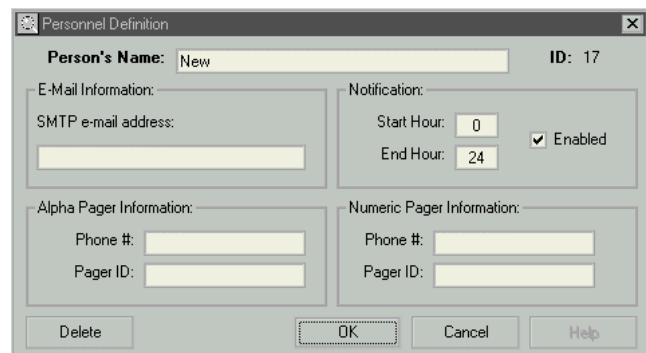 Personnel Definition
Person's Name: New ID: 17
E-Mail Information:
SMTP e-mail address:
Notification:
Start Hour: 0
End Hour: 24
Enabled
Alpha Pager Information:
Phone #:
Pager ID:
Numeric Pager Information:
Phone #:
Pager ID:
Delete OK Cancel Help